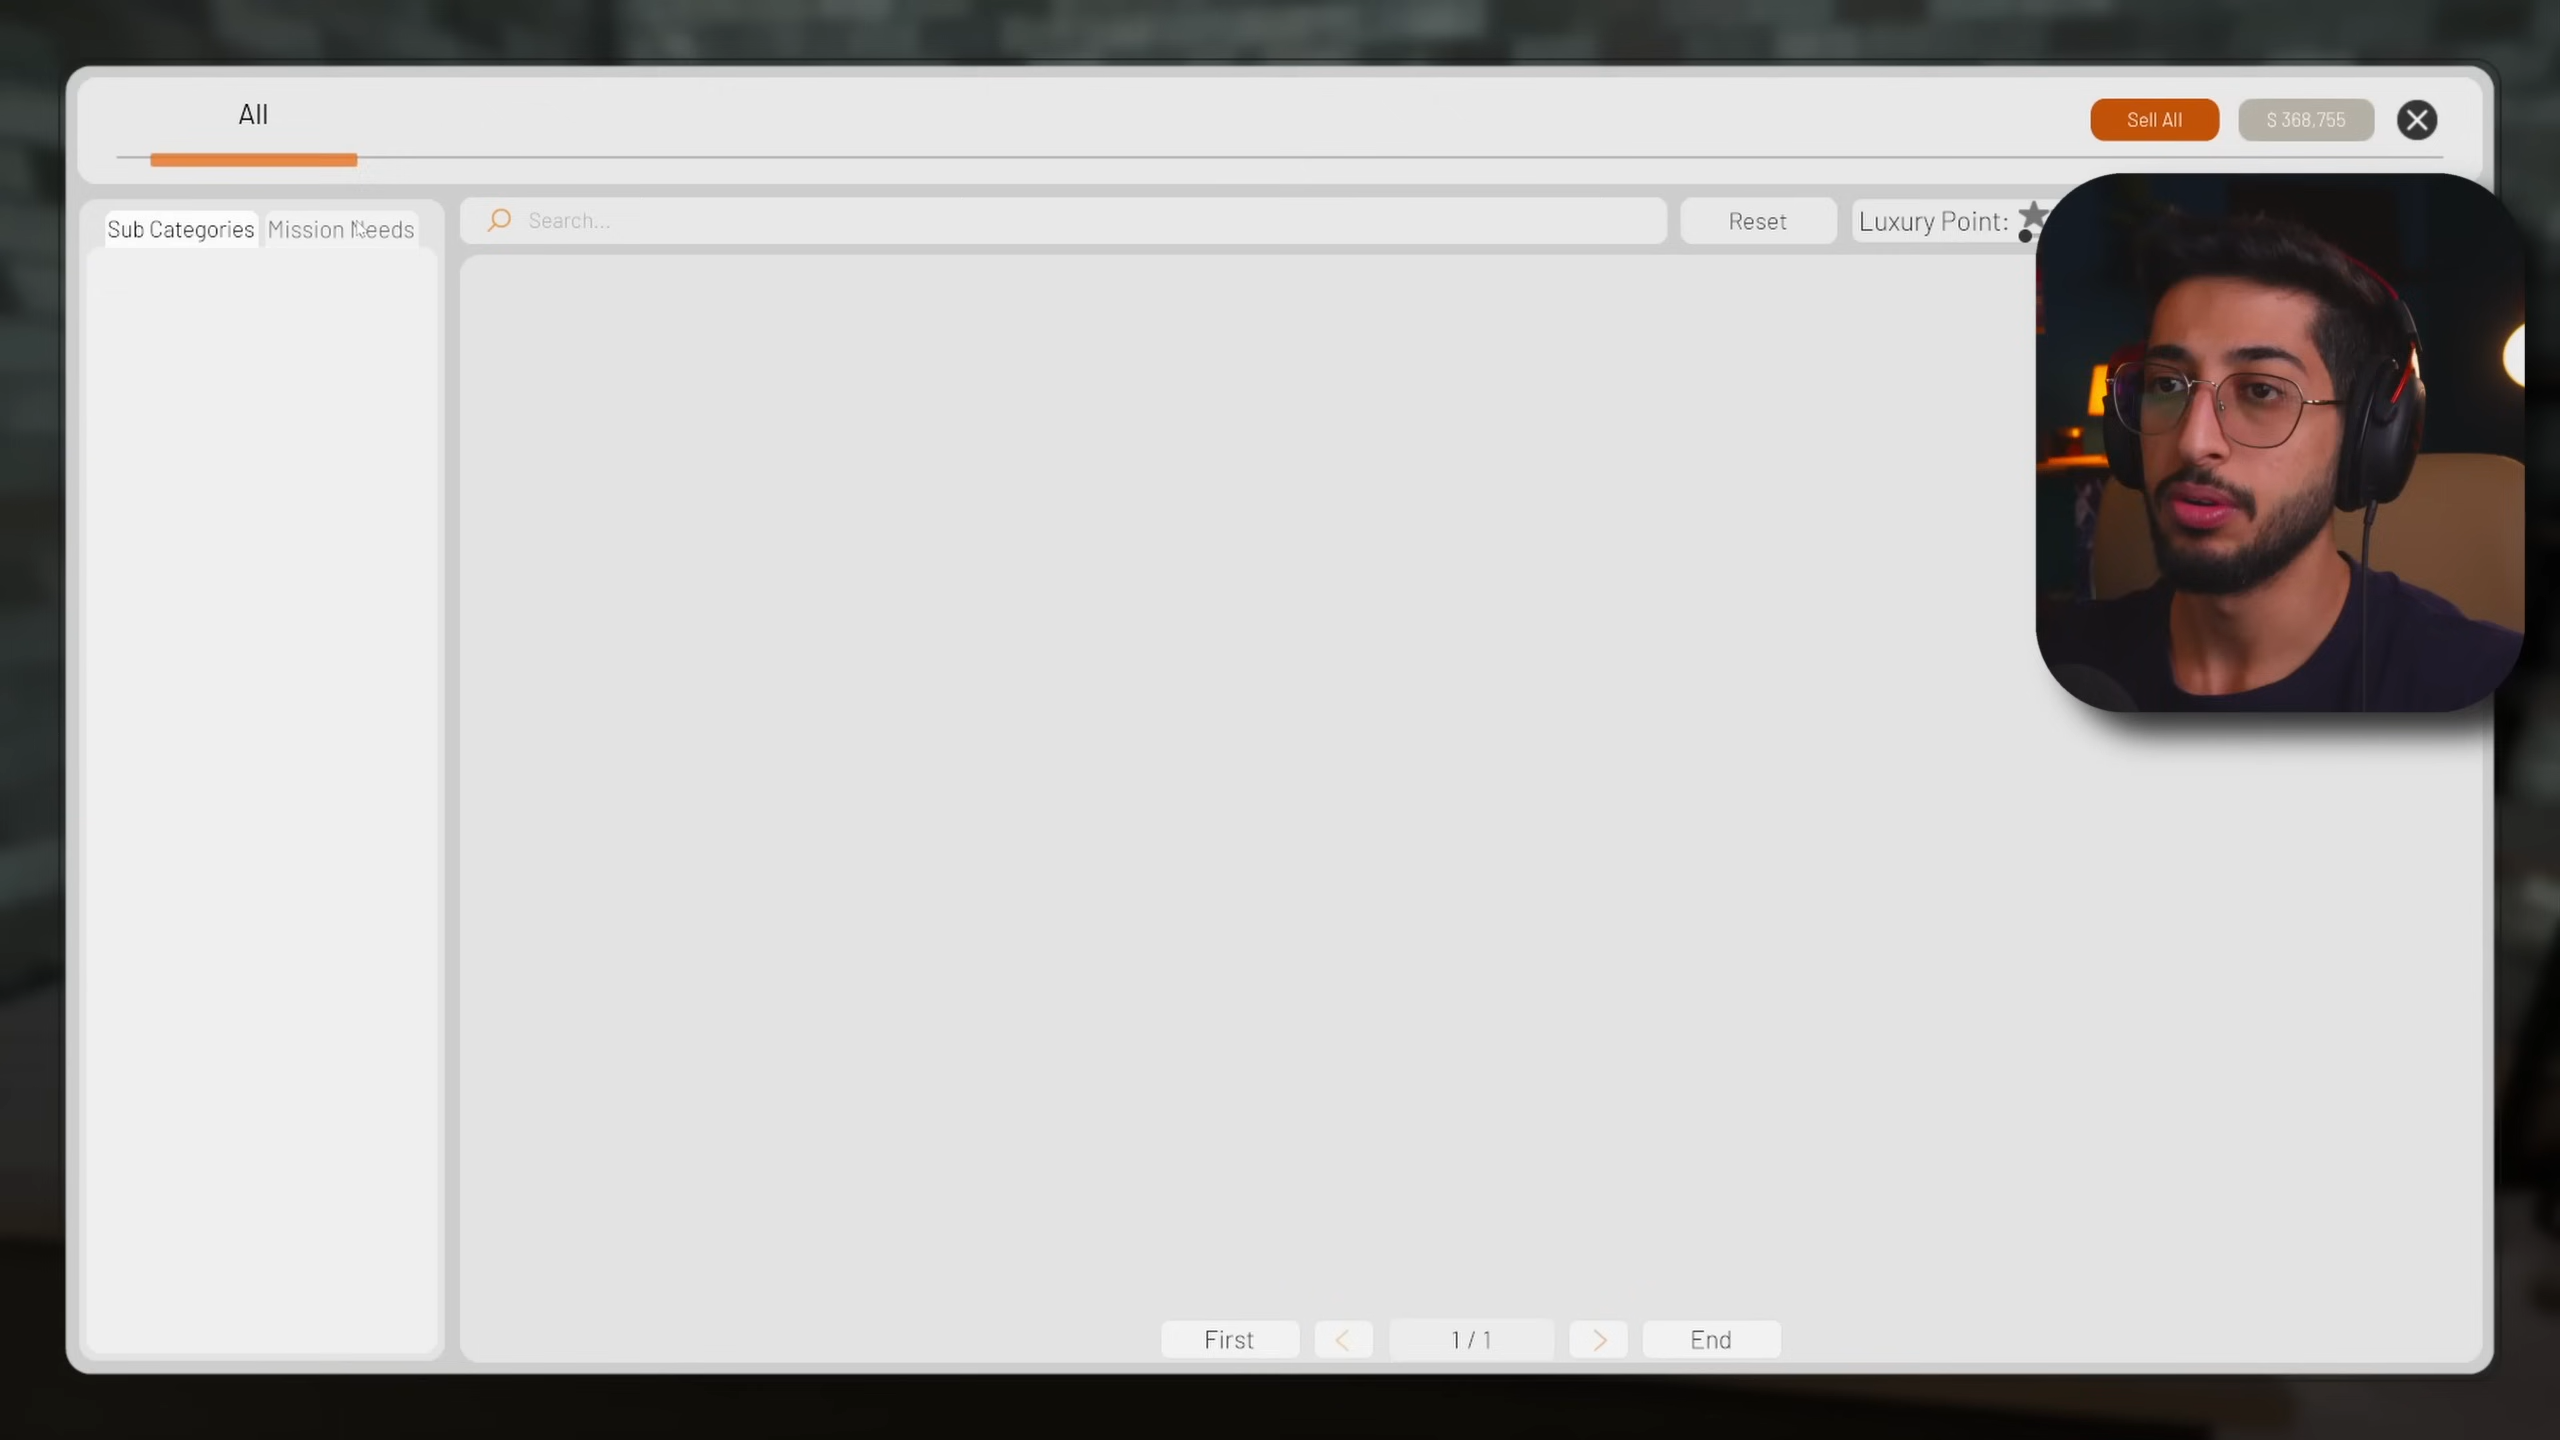 All
Sell All
$ 368,755
Sub Categories
Mission Needs
Search...
Reset
Luxury Point:
First
<
1 / 1
>
End